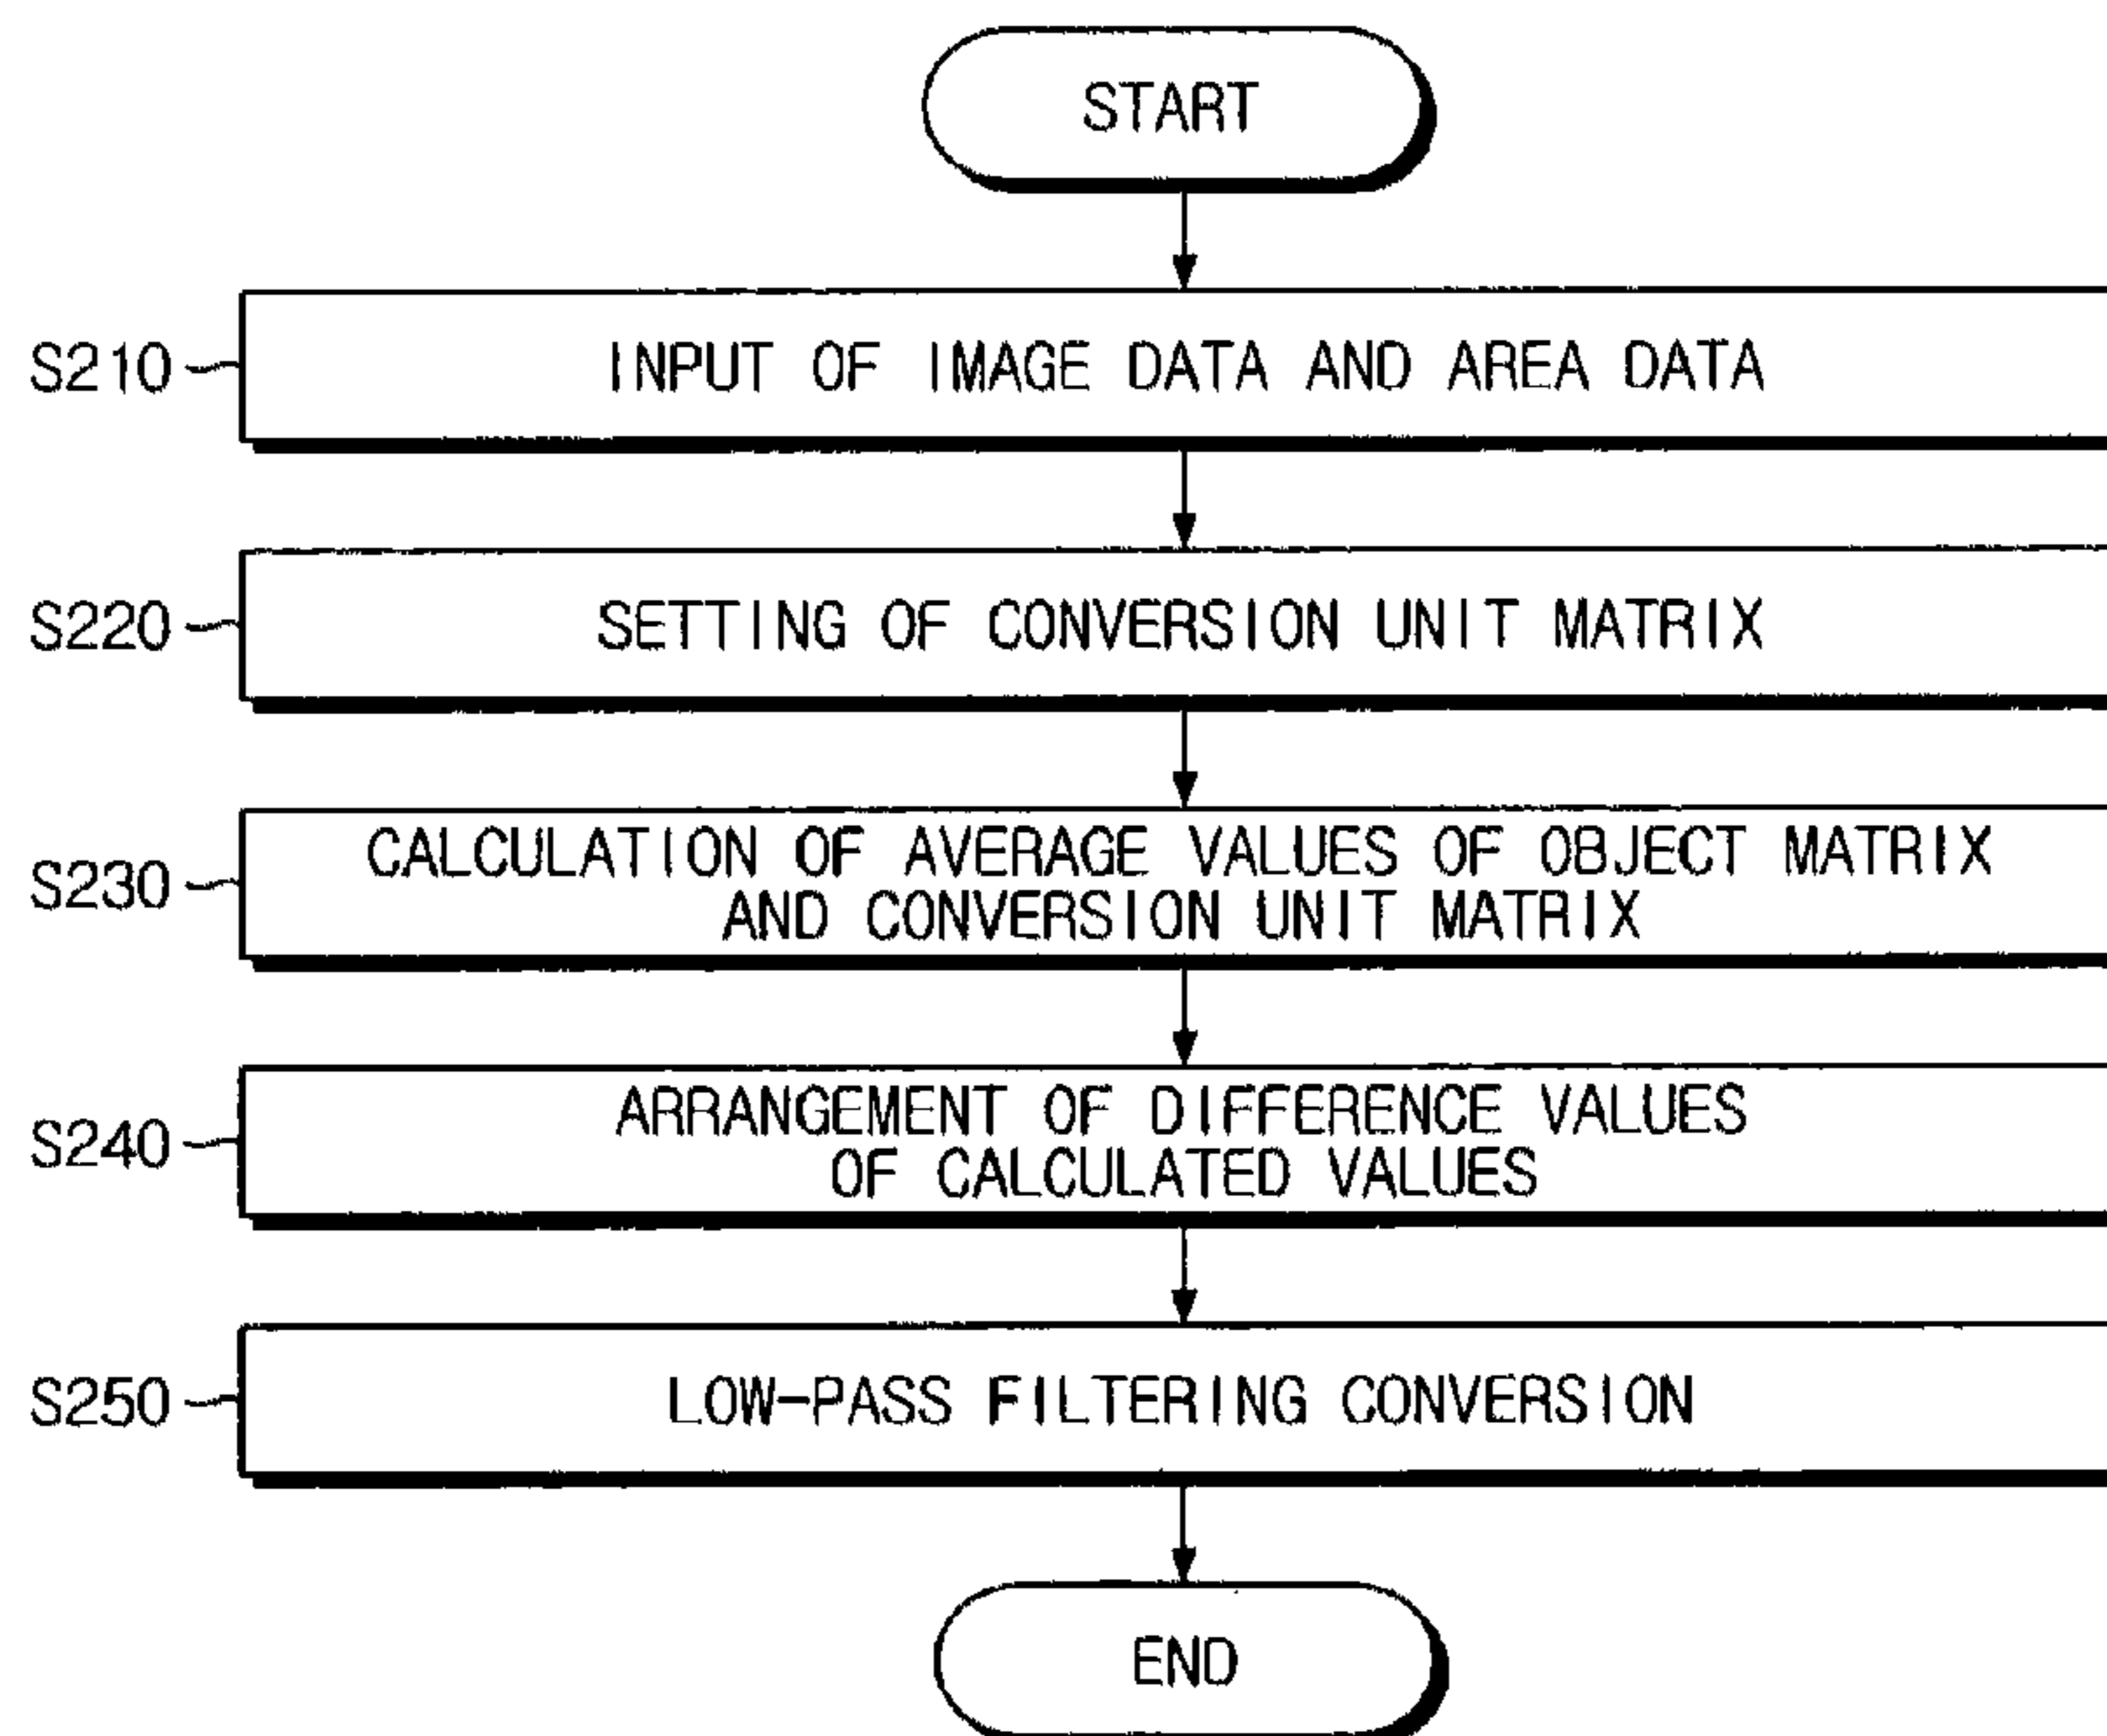 START
S210
INPUT OF IMAGE DATA AND AREA DATA
S220
SETTING OF CONVERSION UNIT MATRIX
S230
CALCULATION OF AVERAGE VALUES OF OBJECT MATRIX
AND CONVERSION UNIT MATRIX
S240
ARRANGEMENT OF DIFFERENCE VALUES
OF CALCULATED VALUES
S250
LOW-PASS FILTERING CONVERSION
END